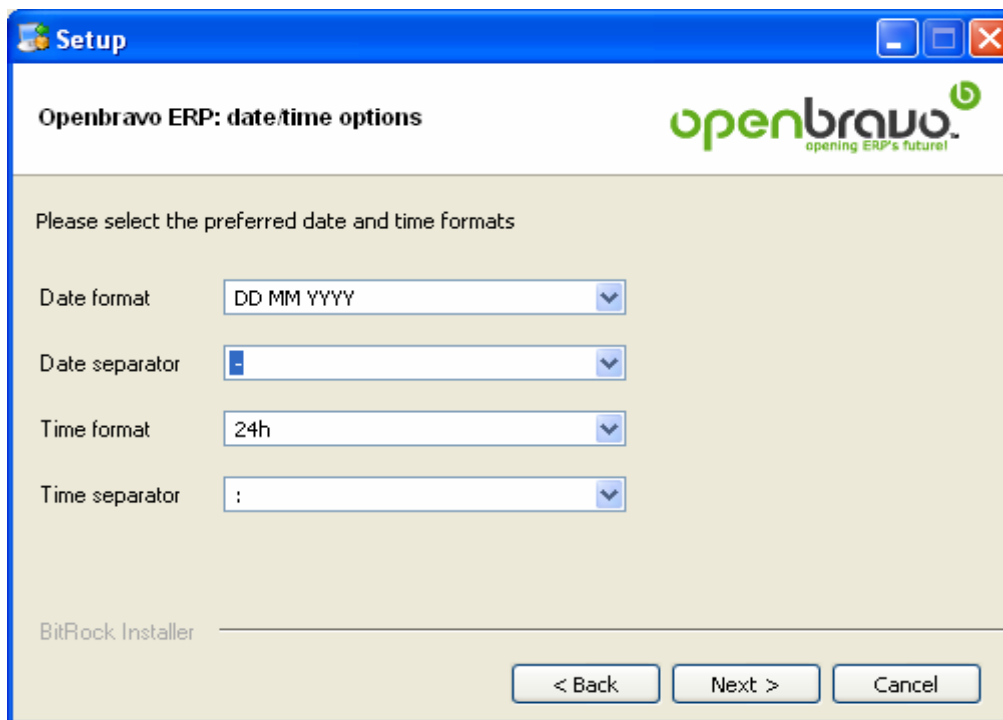 Setup
Openbravo ERP: date/time options
openbravo™
opening ERP's future!
Please select the preferred date and time formats
Date format DD MM YYYY
Date separator -
Time format 24h
Time separator :
BitRock Installer
< Back Next > Cancel